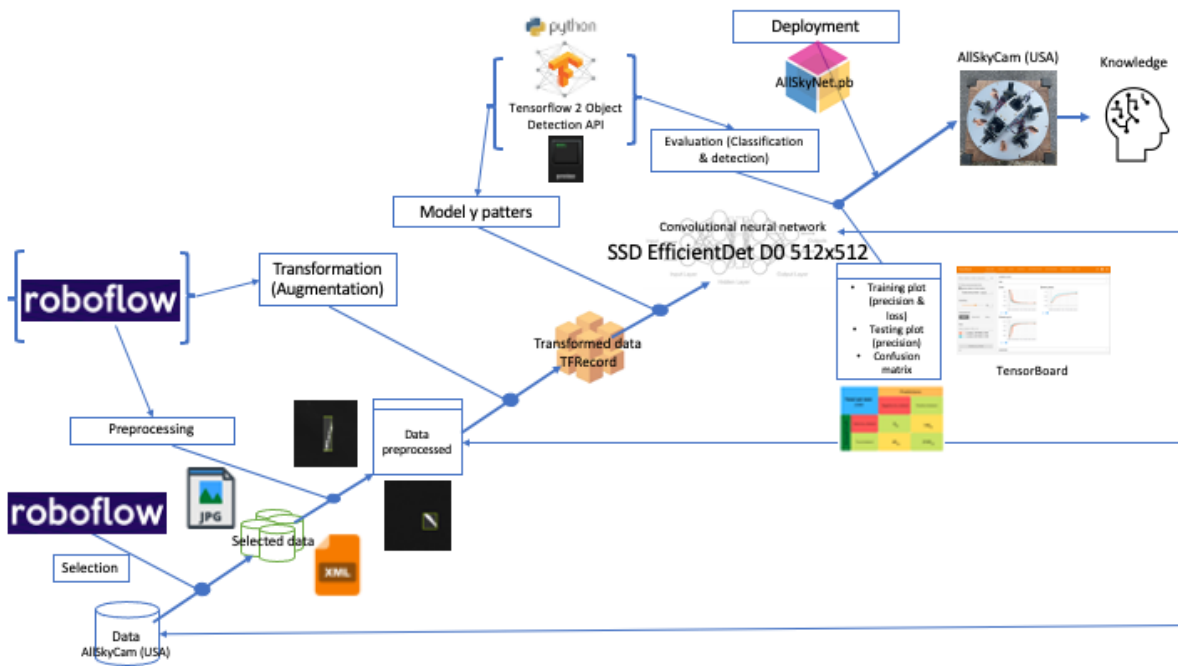 python
Deployment
AllSkyCam (USA)
Knowledge
AllSkyNet.pb
Tensorflow 2 Object
Detection API
Evaluation (Classification
& detection)
Model y patters
Convolutional neural network
SSD EfficientDet D0 512x512
Transformation
(Augmentation)
roboflow
• Training plot
(precision &
loss)
• Testing plot
(precision)
• Confusion
matrix
TensorBoard
Transformed data
TFRecord
Preprocessing
Data
preprocessed
JPG
roboflow
Selected data
XML
Selection
Data
AllSkyCam (USA)